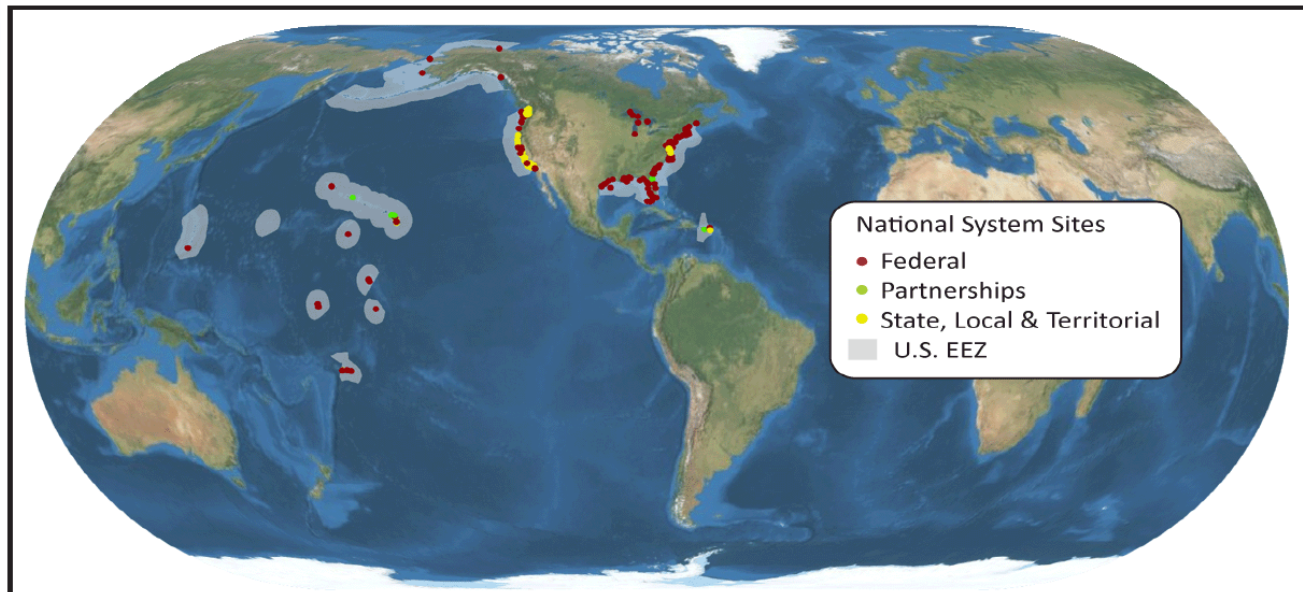 National System Sites
Federal
Partnerships
State, Local & Territorial
U.S. EEZ